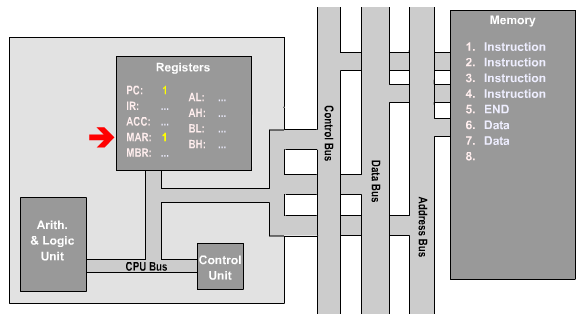 Registers
PC: 1
IR: ...
ACC: ...
MAR: 1
MBR: ...
AL: ...
AH: ...
BL: ...
BH: ...
Arith.
& Logic
Unit
CPU Bus
Control
Unit
Control Bus
Data Bus
Address Bus
Memory
1. Instruction
2. Instruction
3. Instruction
4. Instruction
5. END
6. Data
7. Data
8.